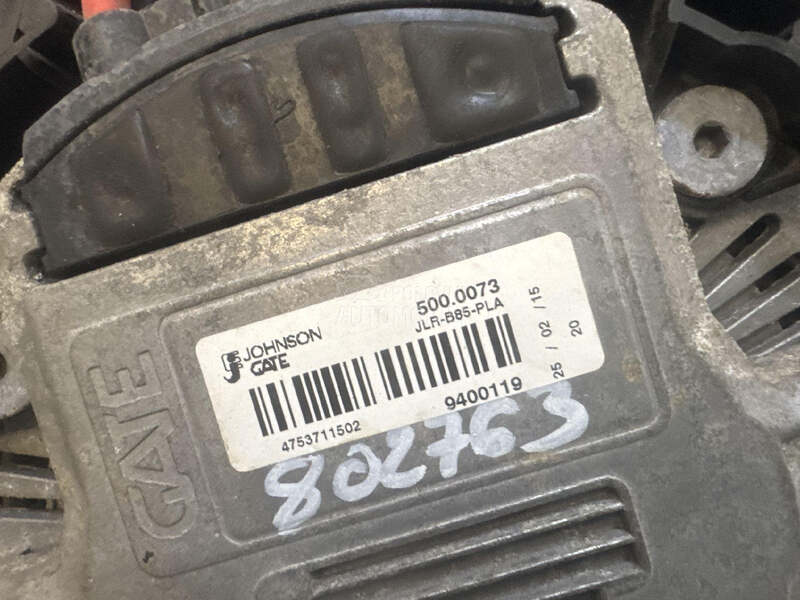 JOHNSON
GATE
500.0073
JLR-B85-PLA
4753711502
9400119
25 / 02 / 15
20
802763
GATE